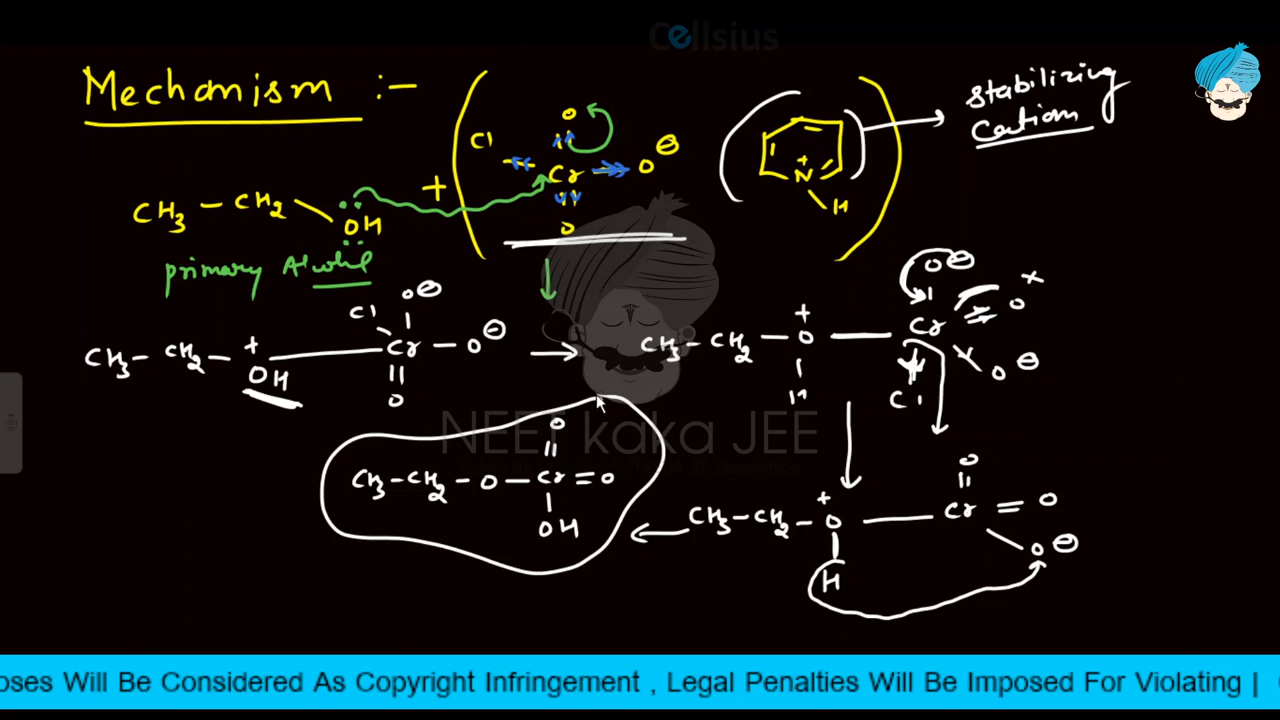 Cellsius
Mechanism :-
stabilizing
Cation
Cl O Cr O ⊖ O
N + H
CH3 - CH2 OH
+
primary Alcohol
CH3 - CH2 - OH + Cr Cl O ⊖ O ⊖ O
CH3 - CH2 - O + H Cr O ⊖ O O ⊖ Cl
NEET kaka JEE
CH3 - CH2 - O - Cr = O O OH
CH3 - CH2 - O + H Cr = O O O ⊖
oses Will Be Considered As Copyright Infringement , Legal Penalties Will Be Imposed For Violating |